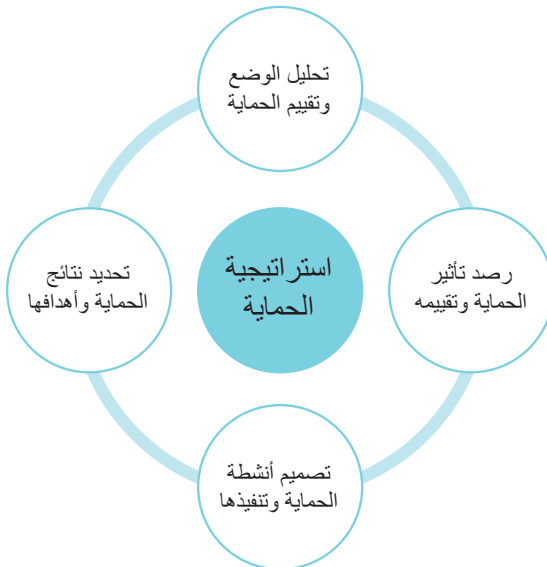 تحليل الوضع
وتقييم الحماية
رصد تأثير
الحماية وتقييمه
استراتيجية
الحماية
تحديد نتائج
الحماية وأهدافها
تصميم أنشطة
الحماية وتنفيذها